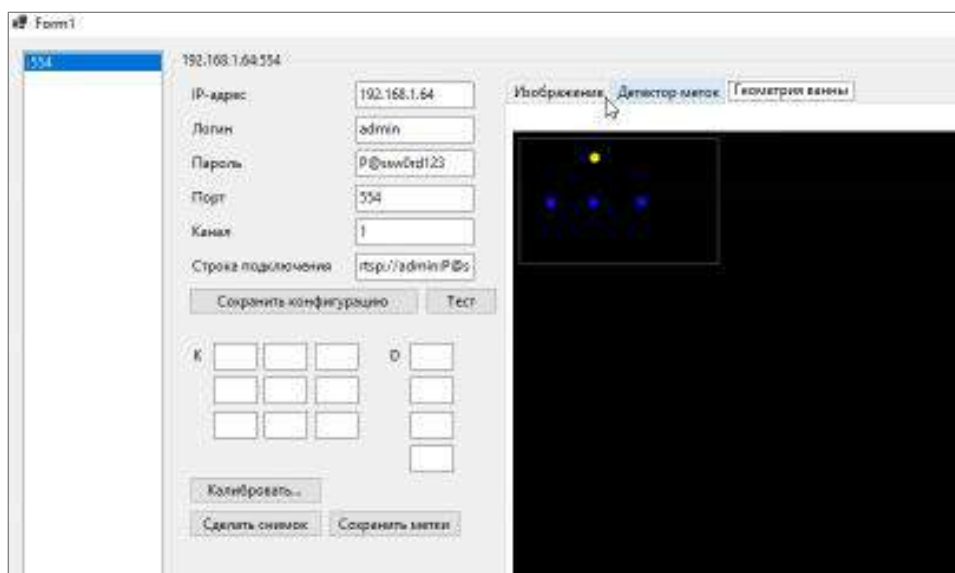 Form1
554
192.168.1.64:554
IP-адрес 192.168.1.64
Логин admin
Пароль P@ssw0rd123
Порт 554
Канал 1
Строка подключения rtsp://admin:P@s
Сохранить конфигурацию Тест
K D
Калибровать...
Сделать снимок Сохранить метки
Изображение Детектор меток Геометрия ванны